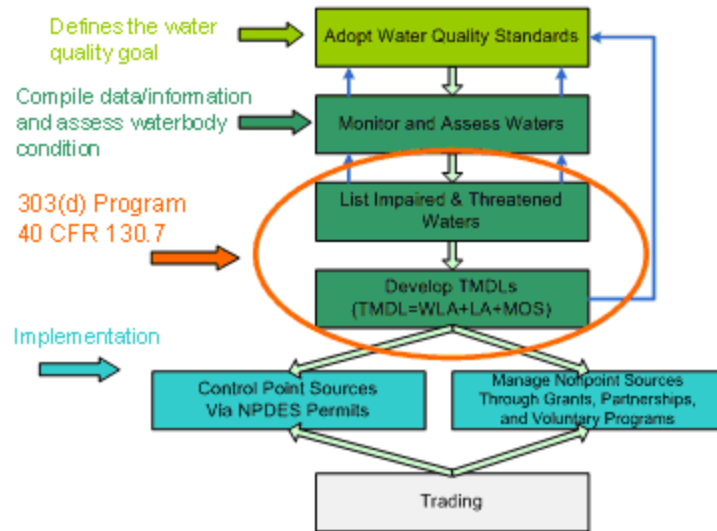 Defines the water
quality goal
Adopt Water Quality Standards
Compile data/information
and assess waterbody
condition
Monitor and Assess Waters
303(d) Program
40 CFR 130.7
List Impaired & Threatened
Waters
Develop TMDLs
(TMDL=WLA+LA+MOS)
Implementation
Control Point Sources
Via NPDES Permits
Manage Nonpoint Sources
Through Grants, Partnerships,
and Voluntary Programs
Trading